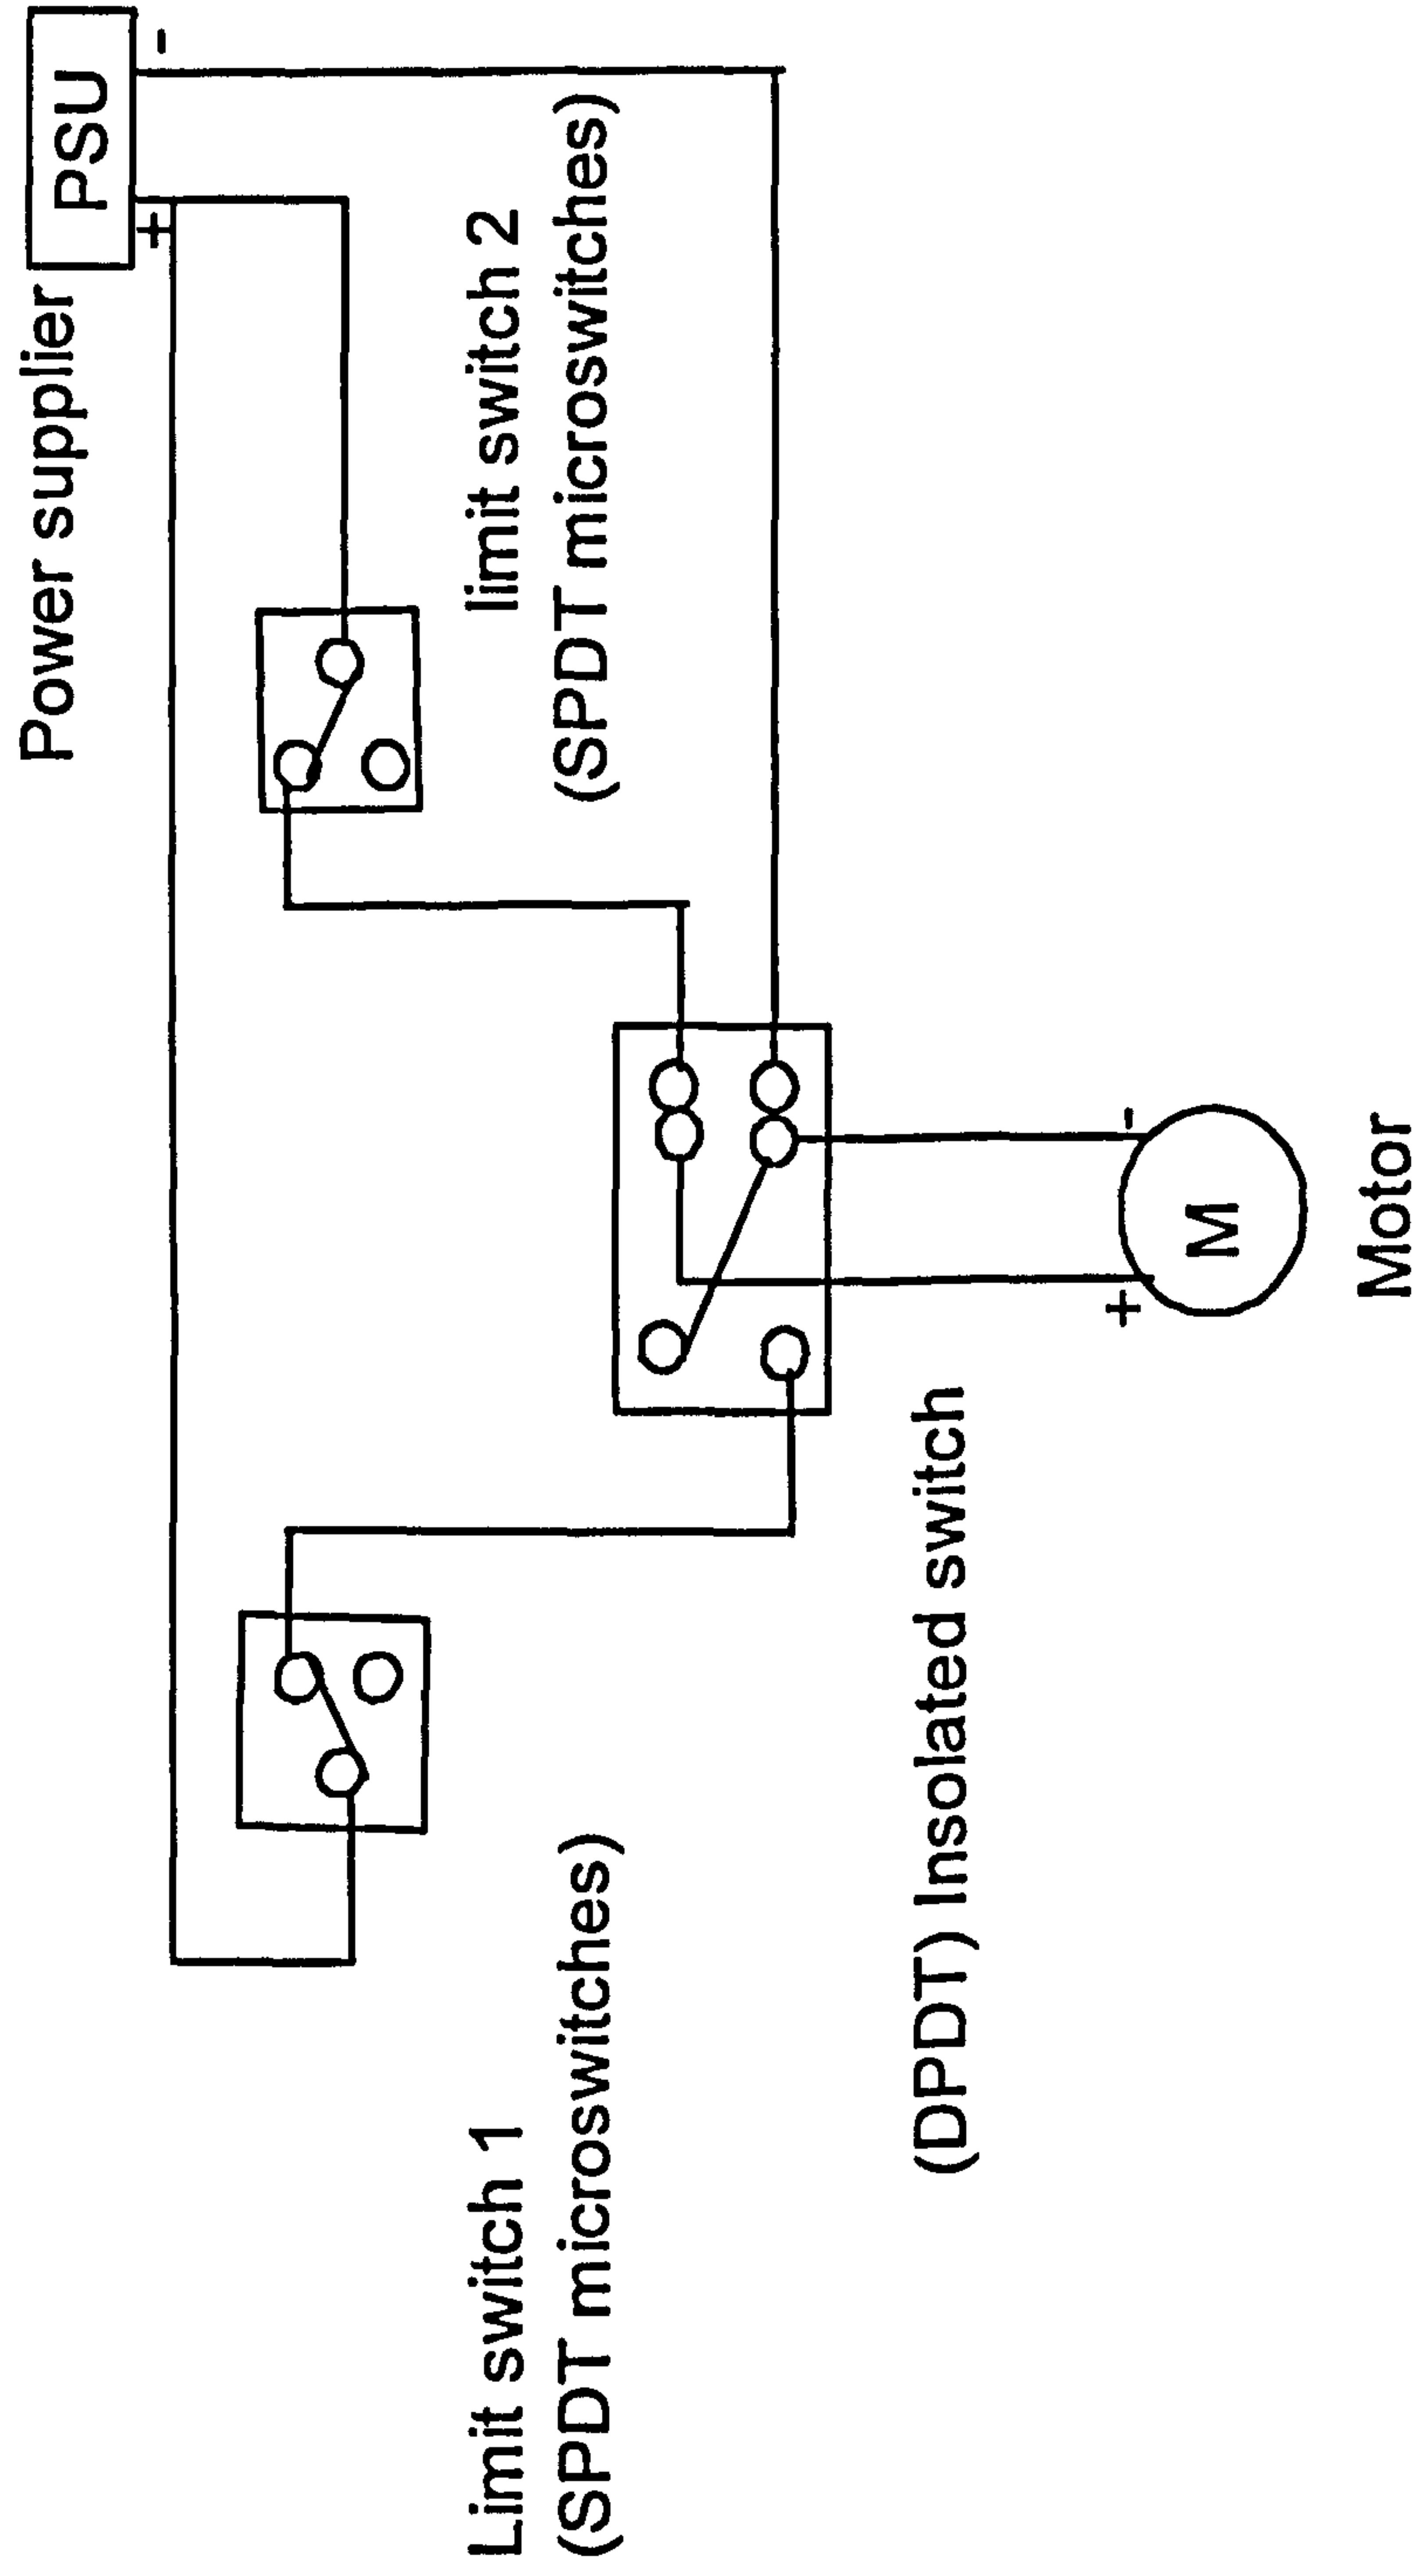 Power supplier
PSU
+
-
Limit switch 1
(SPDT microswitches)
limit switch 2
(SPDT microswitches)
(DPDT) Insolated switch
+
-
M
Motor